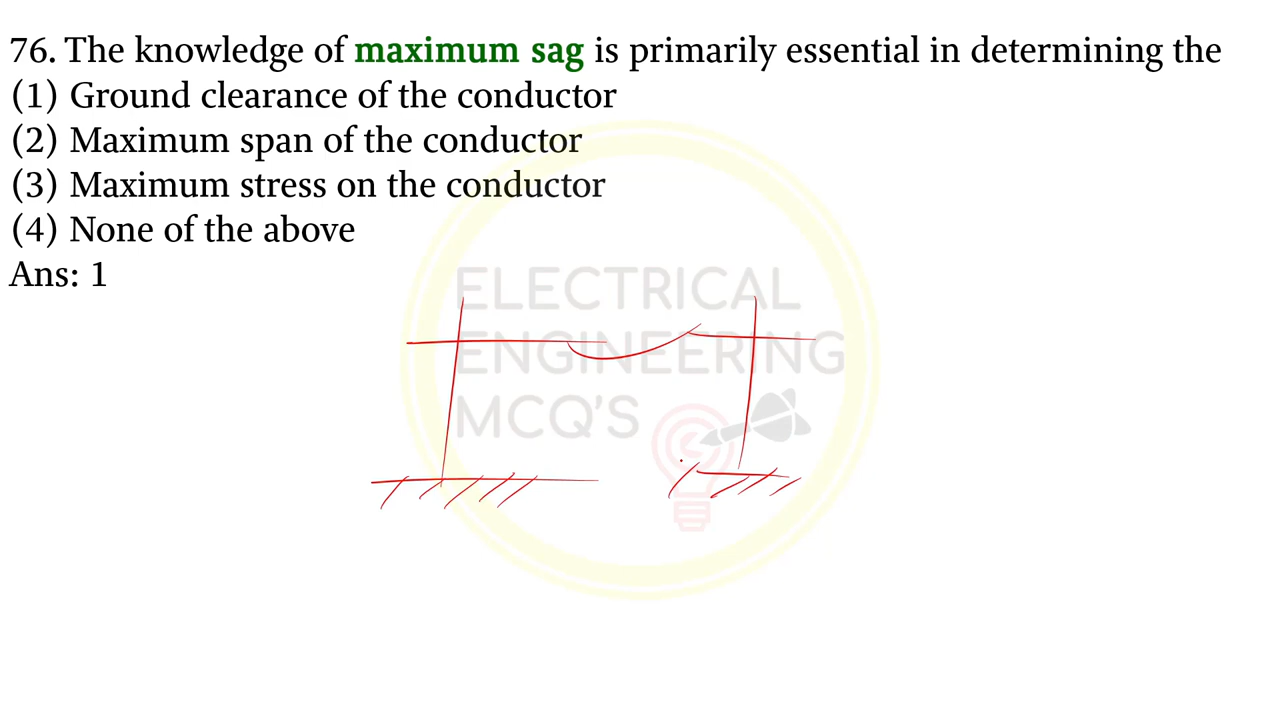 76. The knowledge of maximum sag is primarily essential in determining the
(1) Ground clearance of the conductor
(2) Maximum span of the conductor
(3) Maximum stress on the conductor
(4) None of the above
Ans: 1
ELECTRICAL
ENGINEERING
MCQ'S